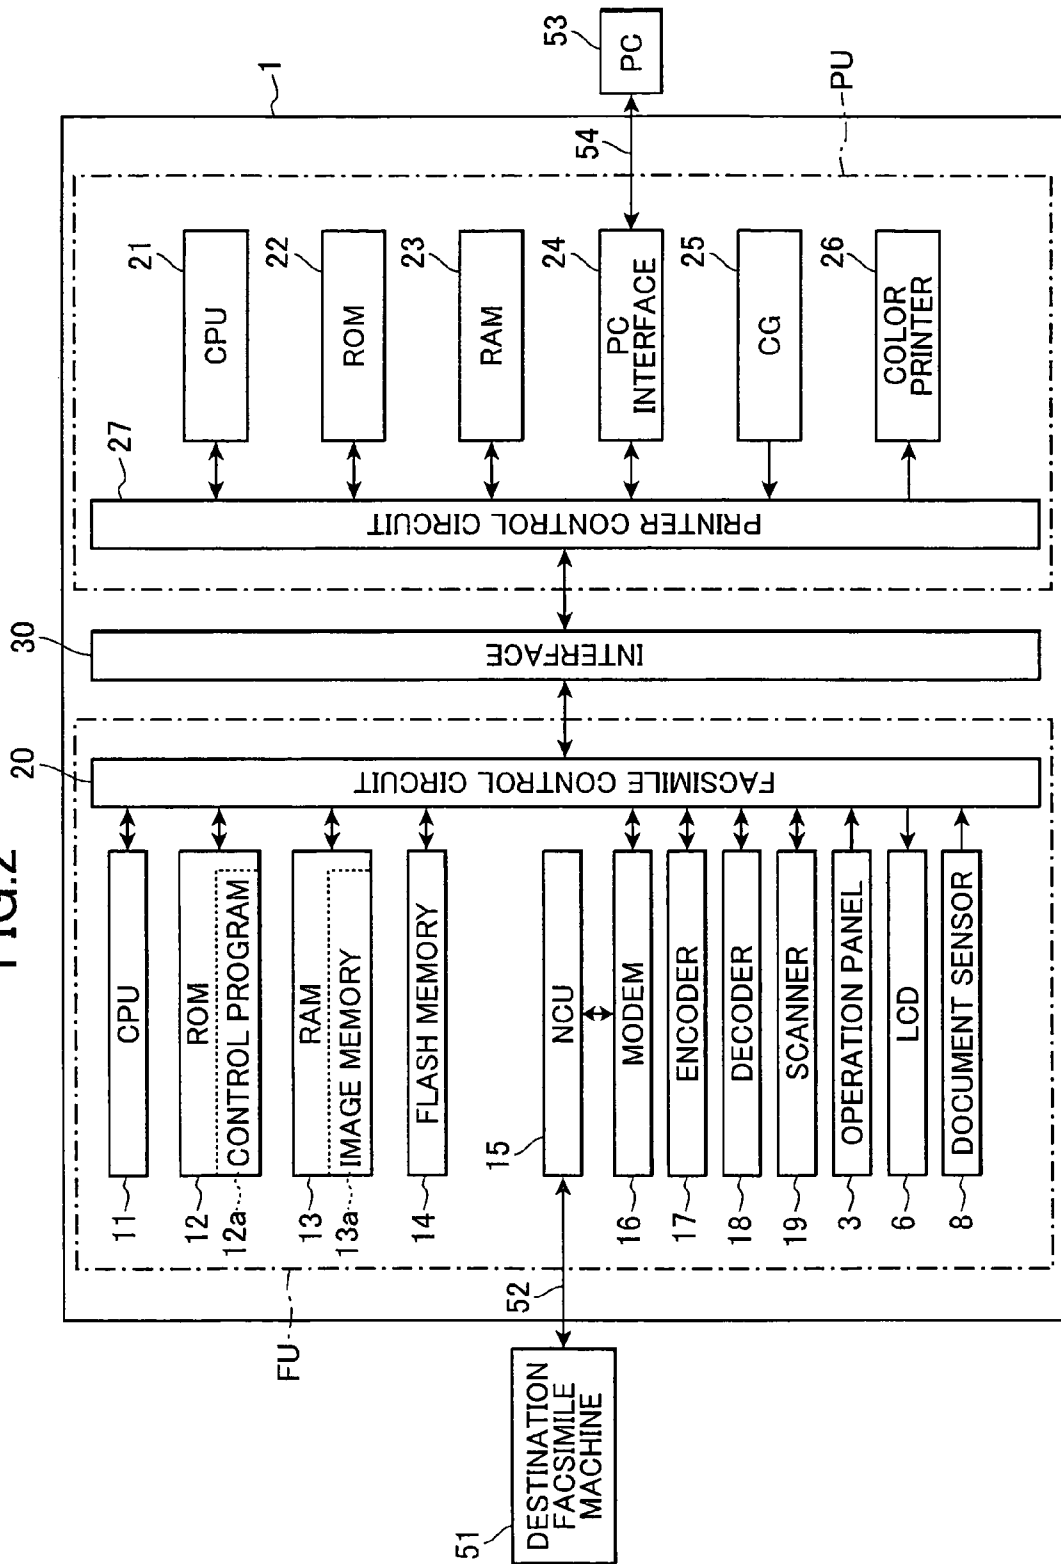 FIG.2
1
FU
PU
20
30
27
11
CPU
12
ROM
12a
CONTROL PROGRAM
13
RAM
13a
IMAGE MEMORY
14
FLASH MEMORY
15
NCU
16
MODEM
17
ENCODER
18
DECODER
19
SCANNER
3
OPERATION PANEL
6
LCD
8
DOCUMENT SENSOR
FACSIMILE CONTROL CIRCUIT
INTERFACE
PRINTER CONTROL CIRCUIT
21
CPU
22
ROM
23
RAM
24
PC
INTERFACE
25
CG
26
COLOR
PRINTER
51
DESTINATION
FACSIMILE
MACHINE
52
53
PC
54